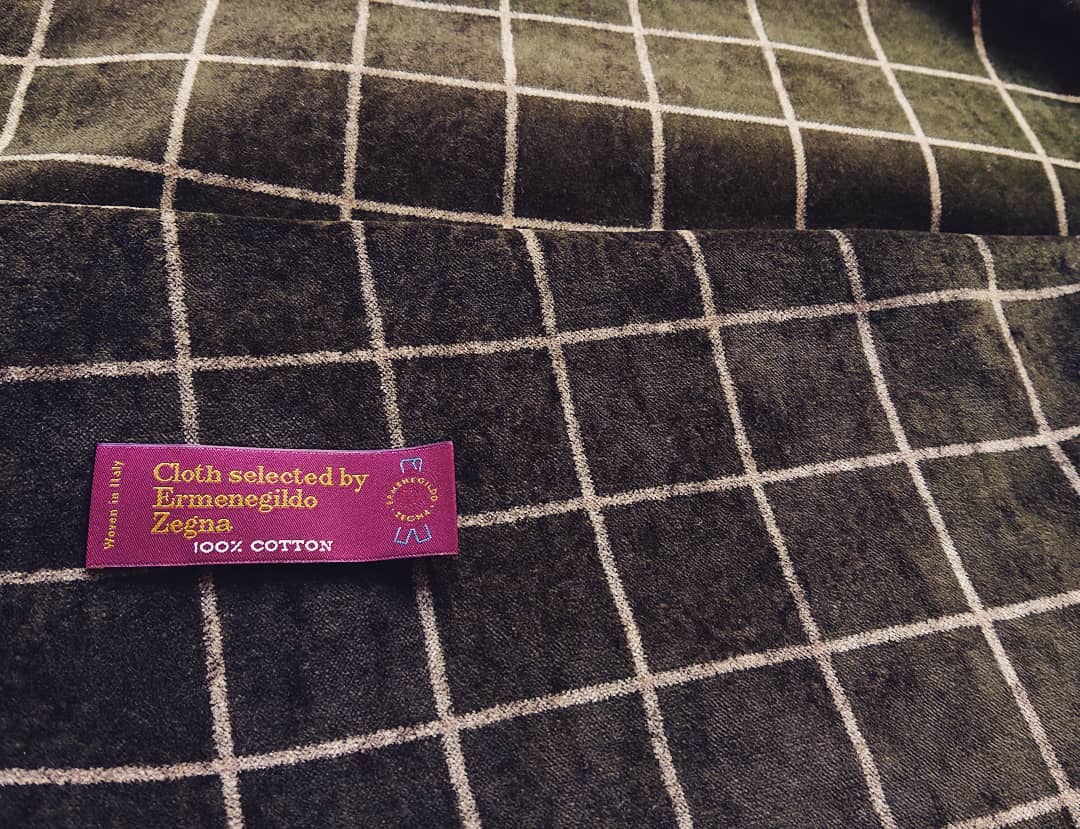 Woven in Italy
Cloth selected by
Ermenegildo
Zegna
100% COTTON
ERMENEGILDO
ZEGNA